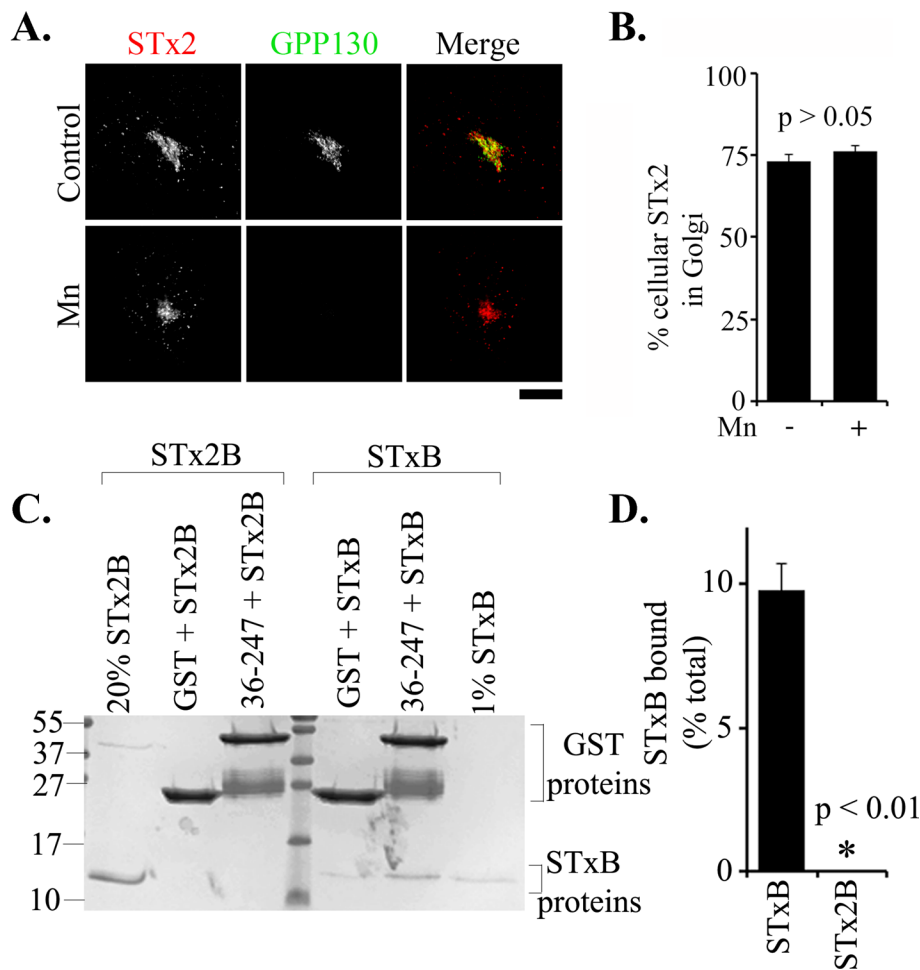 A.
STx2 GPP130 Merge
Control
Mn
B.
% cellular STx2
in Golgi
100
75
50
25
0
p > 0.05
Mn - +
C.
STx2B STxB
20% STx2B
GST + STx2B
36-247 + STx2B
GST + STxB
36-247 + STxB
1% STxB
55
37
27
17
10
GST
proteins
STxB
proteins
D.
STxB bound
(% total)
10
5
0
p < 0.01
*
STxB
STx2B